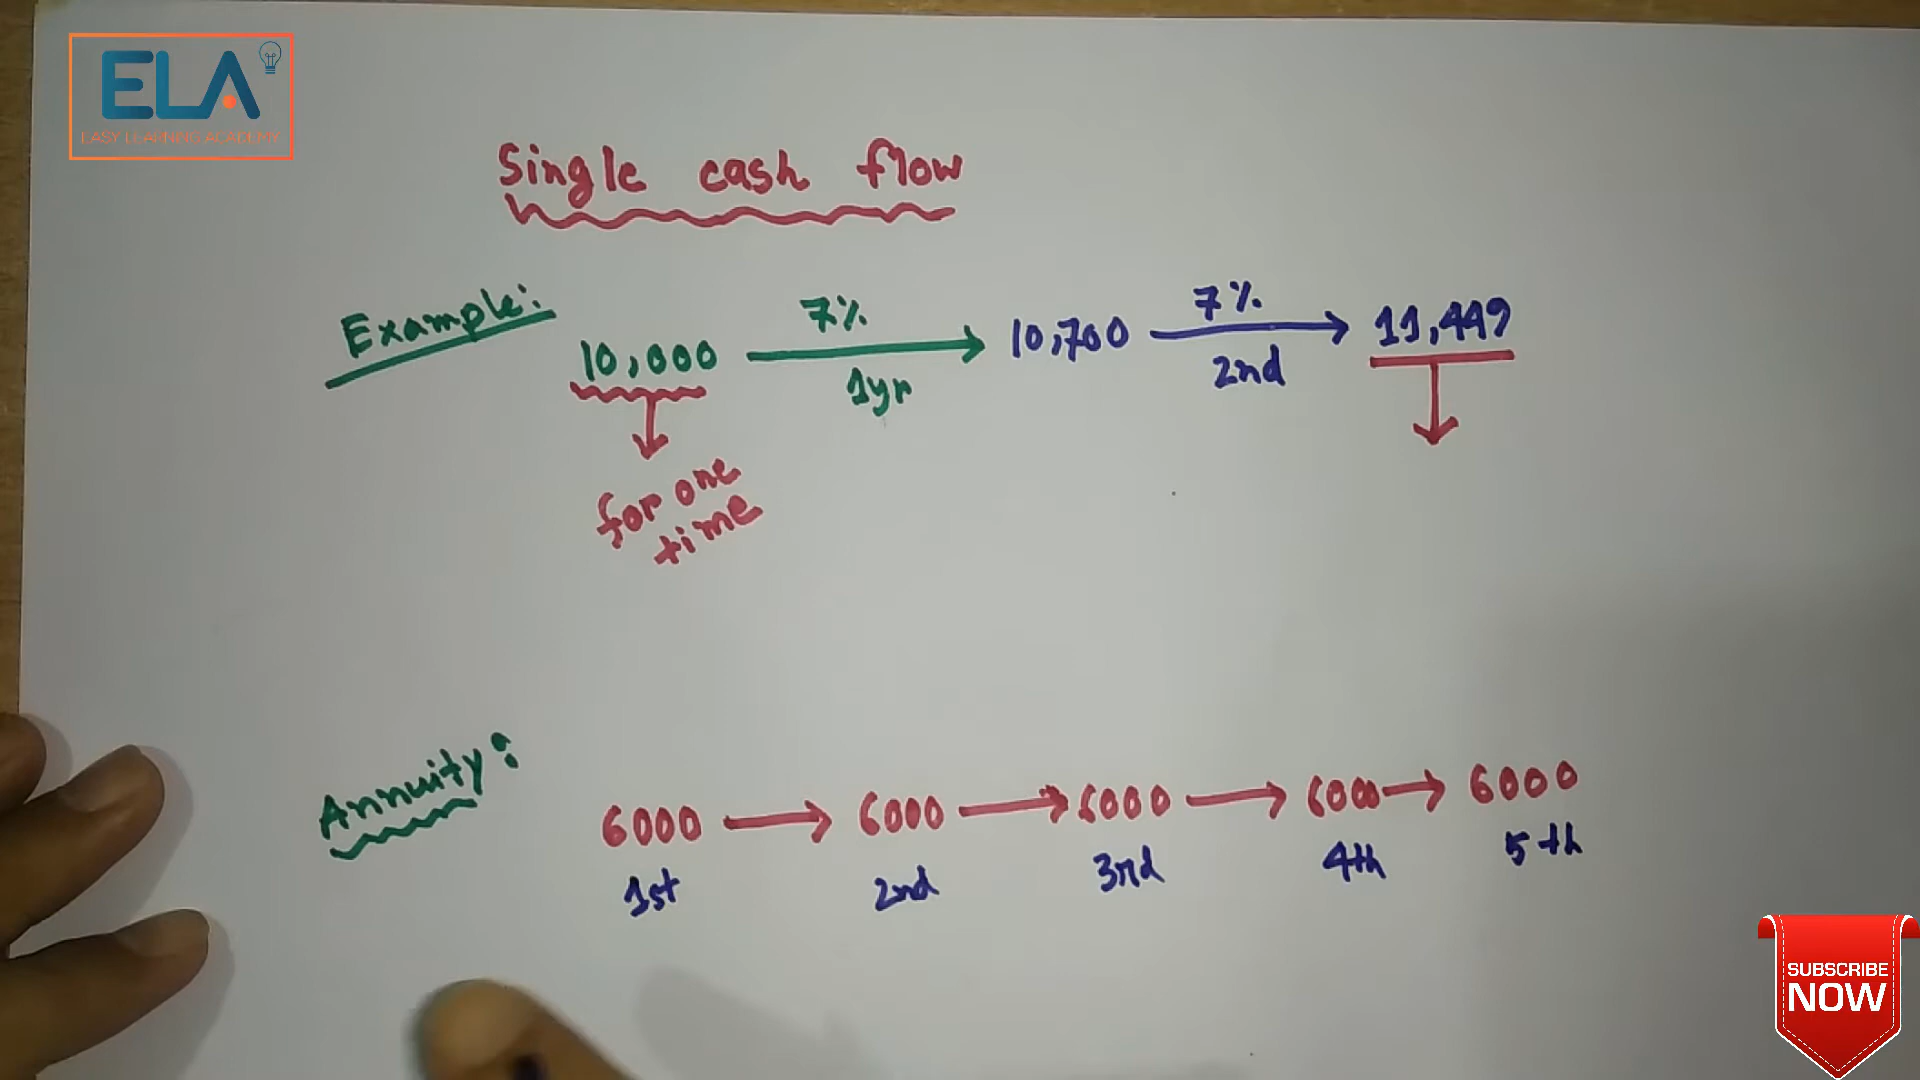 ELA
EASY LEARNING ACADEMY
Single cash flow
Example:
10,000 7% 1yr 10,700 7% 2nd 11,449
for one
time
Annuity:
6000 6000 6000 6000 6000
1st 2nd 3rd 4th 5th
SUBSCRIBE
NOW